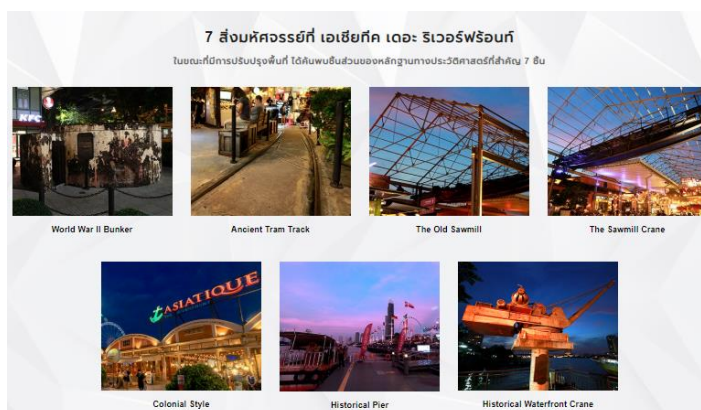 7 สิ่งมหัศจรรย์ที่ เอเชียทีค เดอะ ริเวอร์ฟร้อนท์
ในขณะที่มีการปรับปรุงพื้นที่ ได้ค้นพบชิ้นส่วนของหลักฐานทางประวัติศาสตร์ที่สำคัญ 7 ชิ้น
KFC
World War II Bunker
Ancient Tram Track
The Old Sawmill
The Sawmill Crane
ASIATIQUE
Colonial Style
Historical Pier
Historical Waterfront Crane